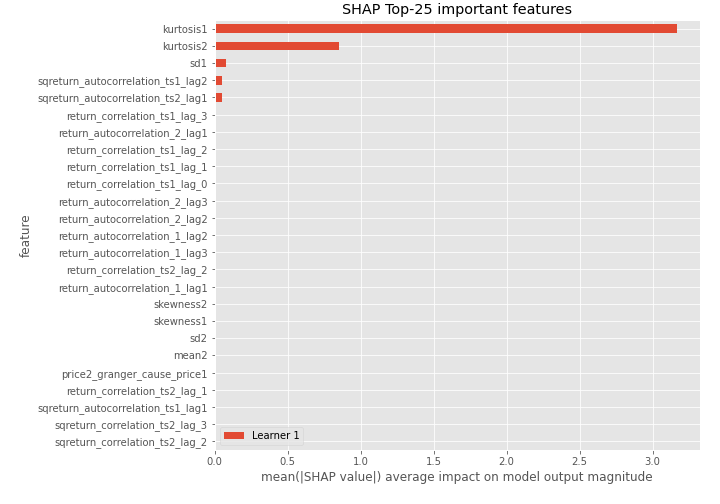 SHAP Top-25 important features
kurtosis1
kurtosis2
sd1
sqreturn_autocorrelation_ts1_lag2
sqreturn_autocorrelation_ts2_lag1
return_correlation_ts1_lag_3
return_autocorrelation_2_lag1
return_correlation_ts1_lag_2
return_correlation_ts1_lag_1
return_correlation_ts1_lag_0
return_autocorrelation_2_lag3
return_autocorrelation_2_lag2
return_autocorrelation_1_lag2
return_autocorrelation_1_lag3
return_correlation_ts2_lag_2
return_autocorrelation_1_lag1
skewness2
skewness1
sd2
mean2
price2_granger_cause_price1
return_correlation_ts2_lag_1
sqreturn_autocorrelation_ts1_lag1
sqreturn_correlation_ts2_lag_3
sqreturn_correlation_ts2_lag_2
feature
Learner 1
0.0 0.5 1.0 1.5 2.0 2.5 3.0
mean(|SHAP value|) average impact on model output magnitude